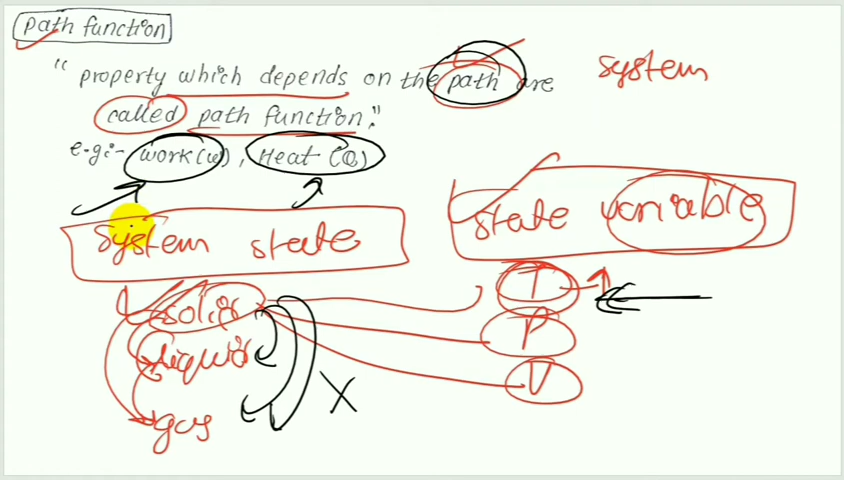 path function
" property which depends on the path are
called path function."
e.g:- work(w), Heat (Q)
system
system state
state variable
solid
liquid
gas
T
P
V
X